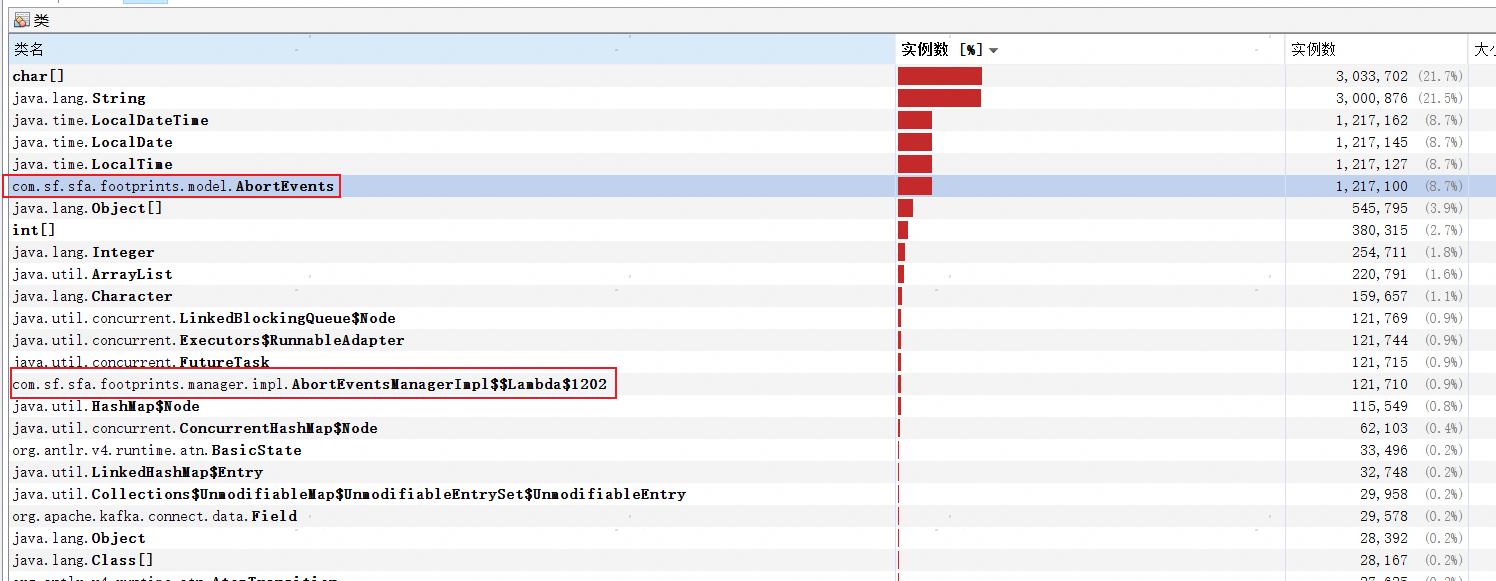 类
类名 实例数 [%] 实例数
char[] 3,033,702 (21.7%)
java.lang.String 3,000,876 (21.5%)
java.time.LocalDateTime 1,217,162 (8.7%)
java.time.LocalDate 1,217,145 (8.7%)
java.time.LocalTime 1,217,127 (8.7%)
com.sf.sfa.footprints.model.AbortEvents 1,217,100 (8.7%)
java.lang.Object[] 545,795 (3.9%)
int[] 380,315 (2.7%)
java.lang.Integer 254,711 (1.8%)
java.util.ArrayList 220,791 (1.6%)
java.lang.Character 159,657 (1.1%)
java.util.concurrent.LinkedBlockingQueue$Node 121,769 (0.9%)
java.util.concurrent.Executors$RunnableAdapter 121,744 (0.9%)
java.util.concurrent.FutureTask 121,715 (0.9%)
com.sf.sfa.footprints.manager.impl.AbortEventsManagerImpl$$Lambda$1202 121,710 (0.9%)
java.util.HashMap$Node 115,549 (0.8%)
java.util.concurrent.ConcurrentHashMap$Node 62,103 (0.4%)
org.antlr.v4.runtime.atn.BasicState 33,496 (0.2%)
java.util.LinkedHashMap$Entry 32,748 (0.2%)
java.util.Collections$UnmodifiableMap$UnmodifiableEntrySet$UnmodifiableEntry 29,958 (0.2%)
org.apache.kafka.connect.data.Field 29,578 (0.2%)
java.lang.Object 28,392 (0.2%)
java.lang.Class[] 28,167 (0.2%)